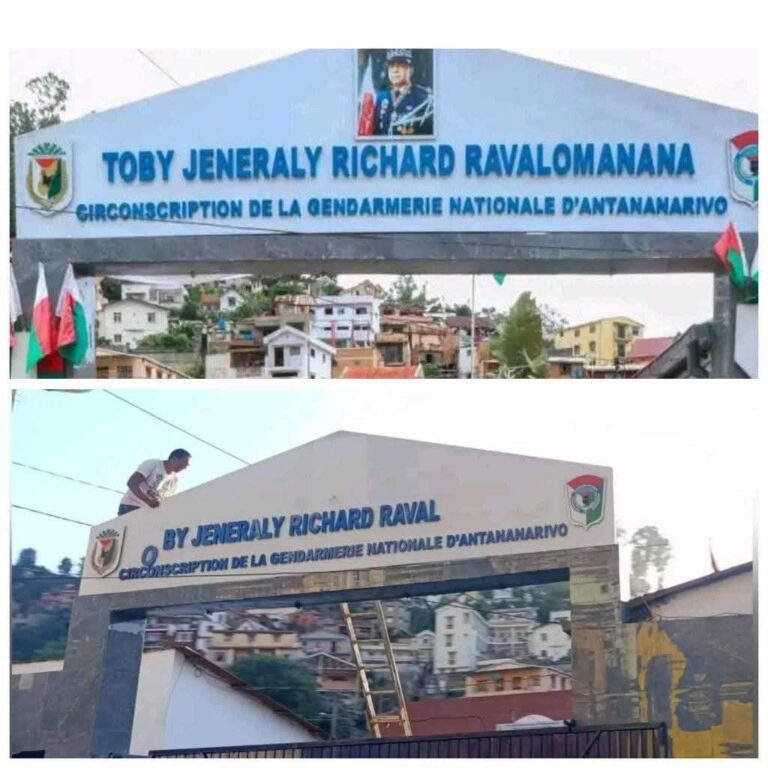 TOBY JENERALY RICHARD RAVALOMANANA
CIRCONSCRIPTION DE LA GENDARMERIE NATIONALE D'ANTANANARIVO
O BY JENERALY RICHARD RAVAL
CIRCONSCRIPTION DE LA GENDARMERIE NATIONALE D'ANTANANARIVO